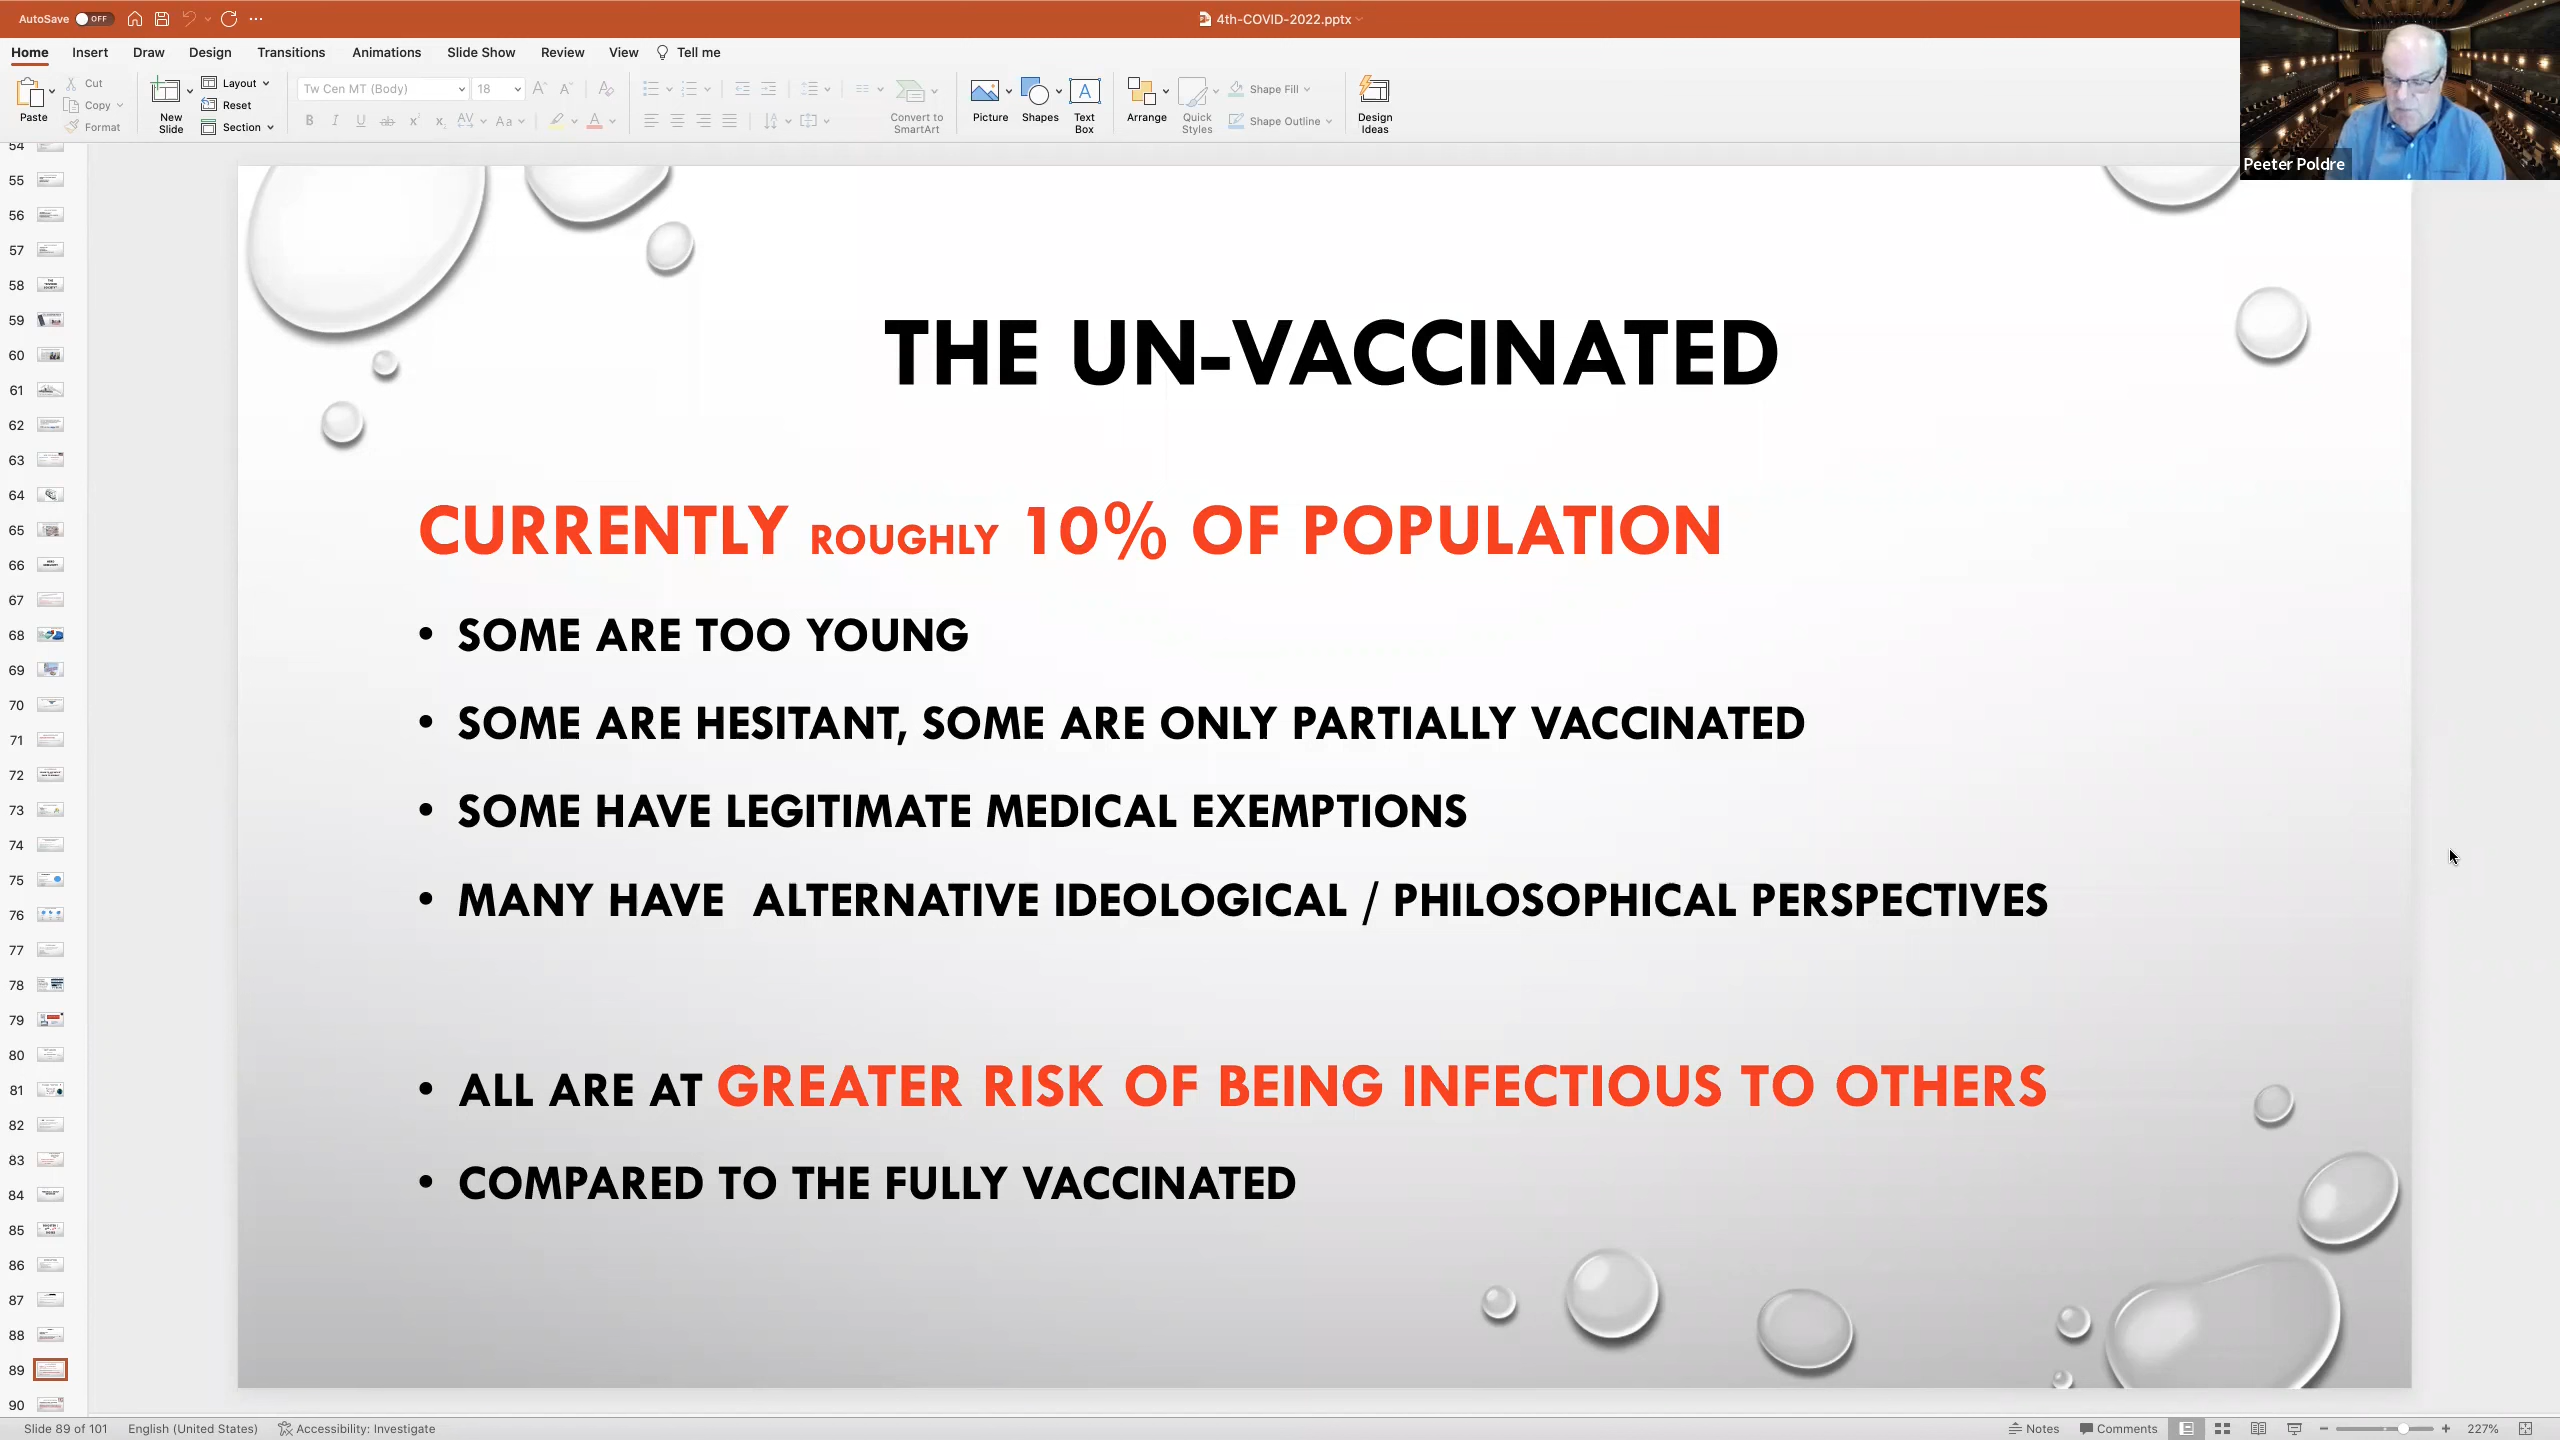 AutoSave OFF
4th-COVID-2022.pptx
Home Insert Draw Design Transitions Animations Slide Show Review View Tell me
Paste
Cut
Copy
Format
New
Slide
Layout
Reset
Section
Tw Cen MT (Body) 18
Convert to
SmartArt
Picture
Shapes
Text
Box
Arrange
Quick
Styles
Shape Fill
Shape Outline
Design
Ideas
Peeter Poldre
54
55
56
57
58
59
60
61
62
63
64
65
66
67
68
69
70
71
72
73
74
75
76
77
78
79
80
81
82
83
84
85
86
87
88
89
90
THE UN-VACCINATED
CURRENTLY ROUGHLY 10% OF POPULATION
• SOME ARE TOO YOUNG
• SOME ARE HESITANT, SOME ARE ONLY PARTIALLY VACCINATED
• SOME HAVE LEGITIMATE MEDICAL EXEMPTIONS
• MANY HAVE ALTERNATIVE IDEOLOGICAL / PHILOSOPHICAL PERSPECTIVES
• ALL ARE AT GREATER RISK OF BEING INFECTIOUS TO OTHERS
• COMPARED TO THE FULLY VACCINATED
Slide 89 of 101 English (United States) Accessibility: Investigate
Notes Comments 227%